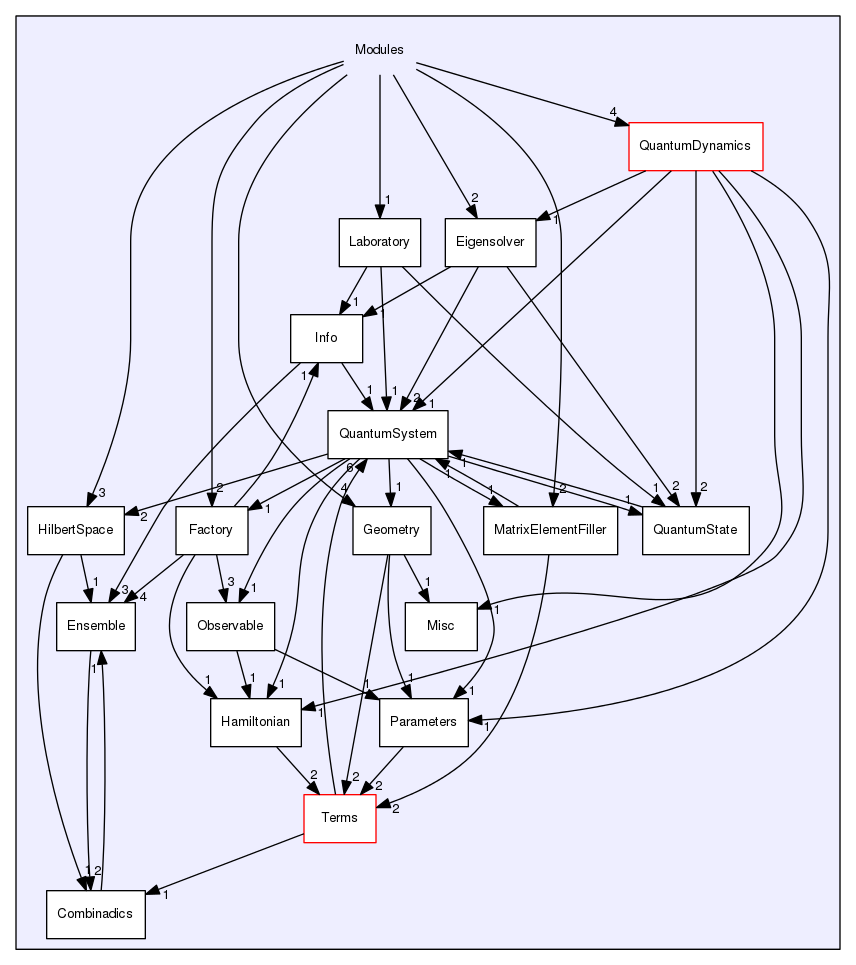 Modules
4
QuantumDynamics
1
2
1
Laboratory
Eigensolver
1
1
Info
1
1
1
2
1
QuantumSystem
6
1
4
3
2
2
2
1
1
1
1
1
2
2
1
HilbertSpace
Factory
Geometry
MatrixElementFiller
QuantumState
1
3
4
3
1
1
1
Ensemble
Observable
Misc
1
1
1
1
1
1
1
1
1
Hamiltonian
Parameters
1
2
2
2
2
Terms
1
2
1
Combinadics